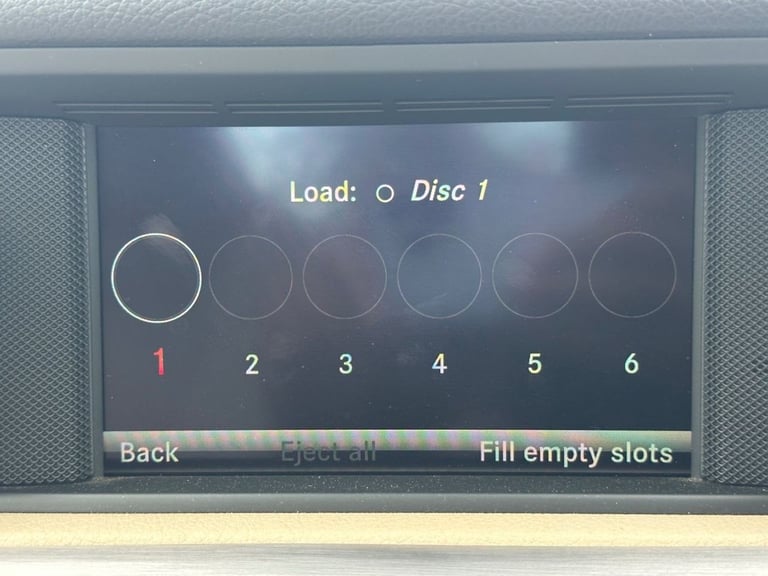 Load: Disc 1
1 2 3 4 5 6
Back Eject all Fill empty slots